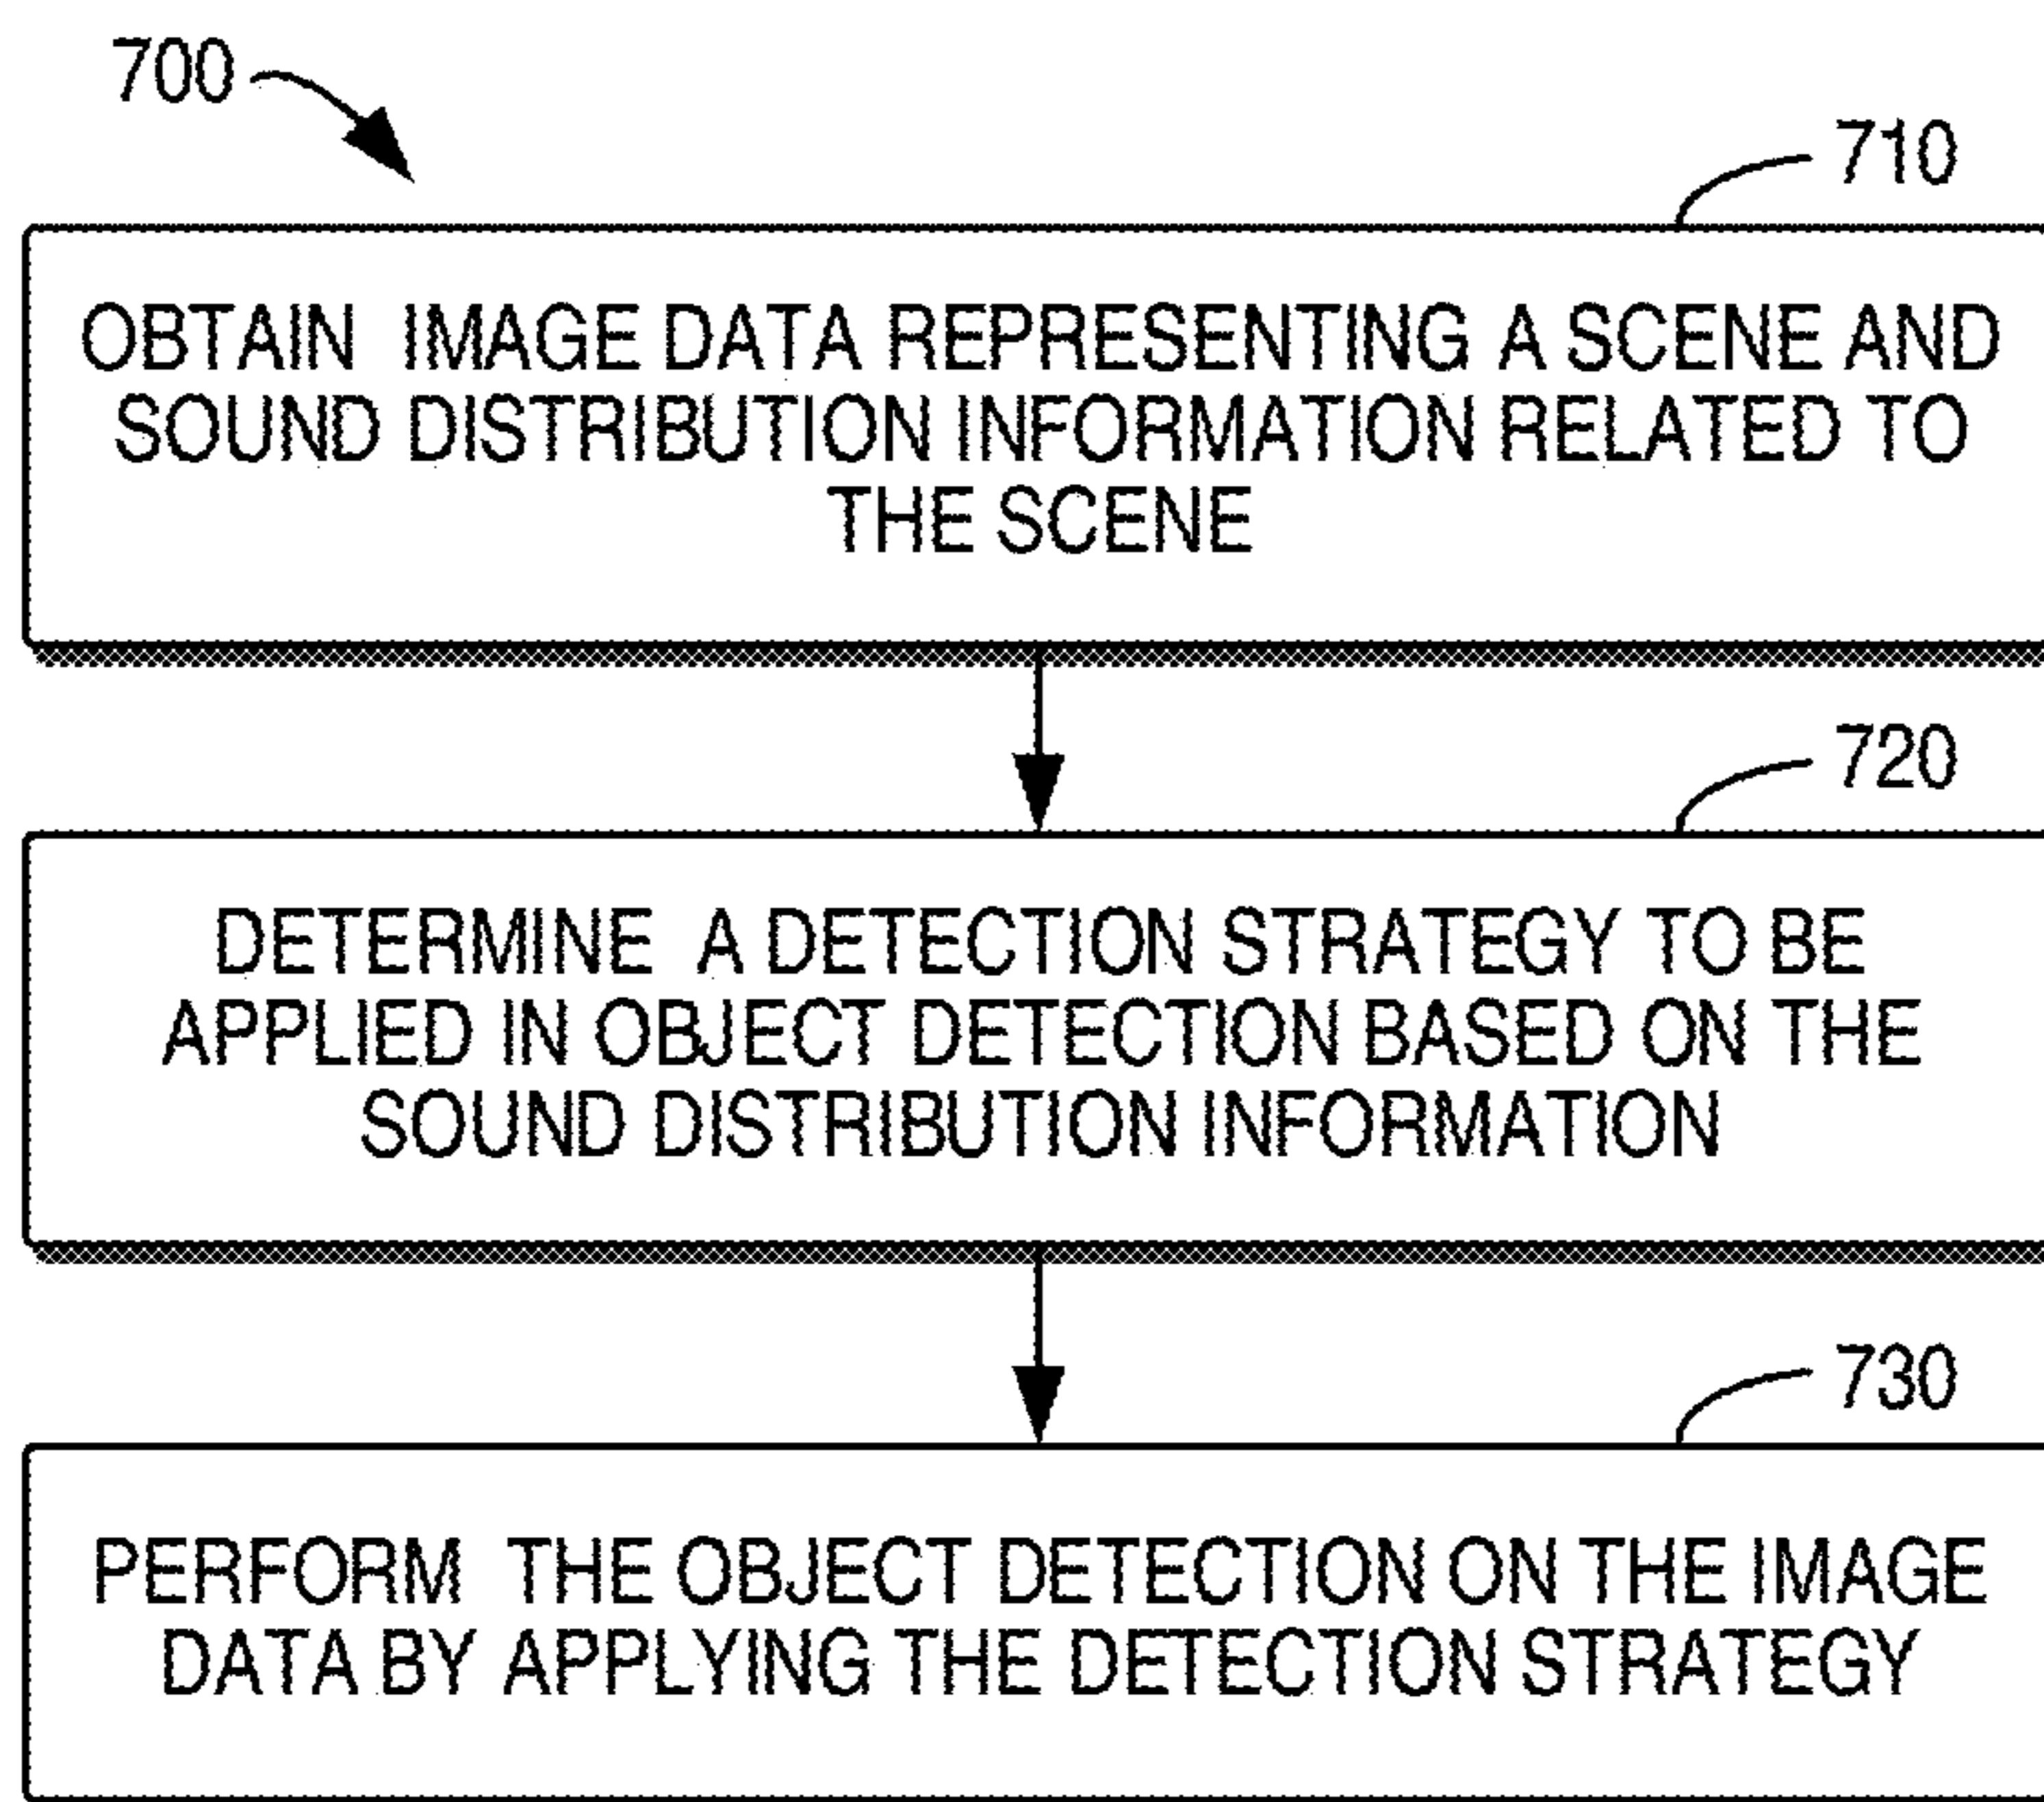 700
710
OBTAIN IMAGE DATA REPRESENTING A SCENE AND
SOUND DISTRIBUTION INFORMATION RELATED TO
THE SCENE
720
DETERMINE A DETECTION STRATEGY TO BE
APPLIED IN OBJECT DETECTION BASED ON THE
SOUND DISTRIBUTION INFORMATION
730
PERFORM THE OBJECT DETECTION ON THE IMAGE
DATA BY APPLYING THE DETECTION STRATEGY